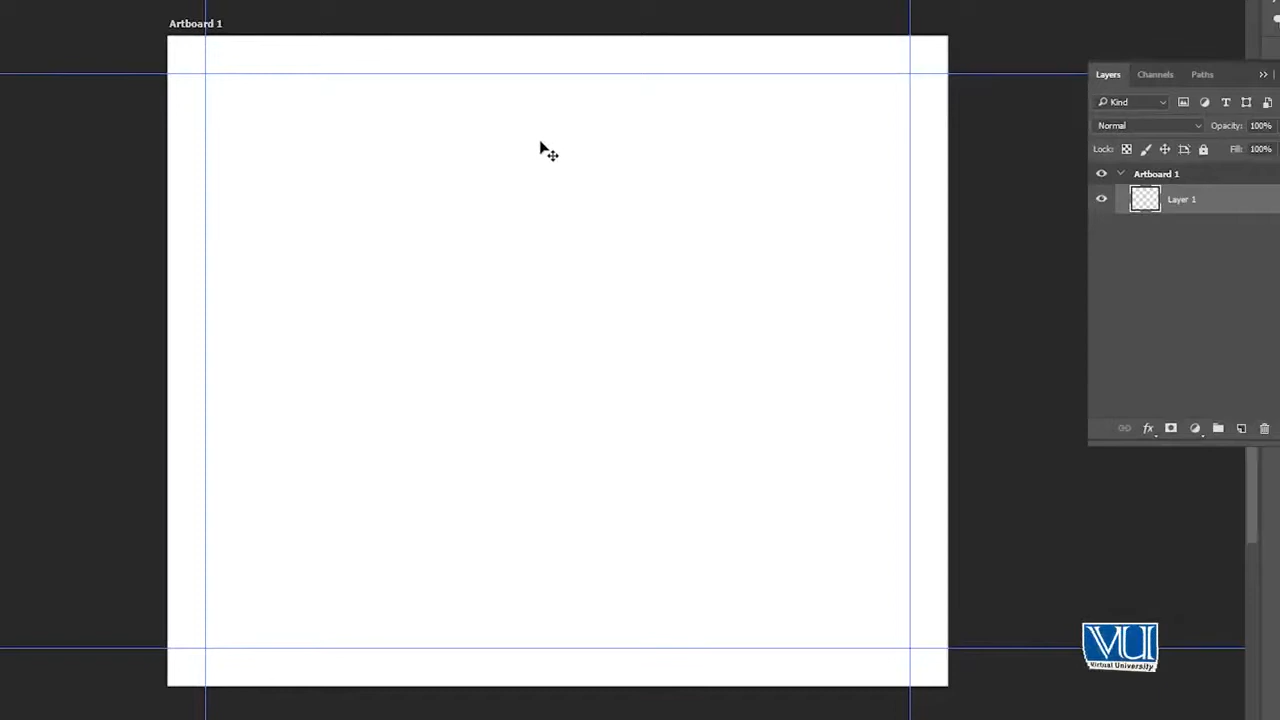 Artboard 1
Layers Channels Paths
Kind
Normal Opacity: 100%
Lock: Fill: 100%
Artboard 1
Layer 1
fx
VU
Virtual University